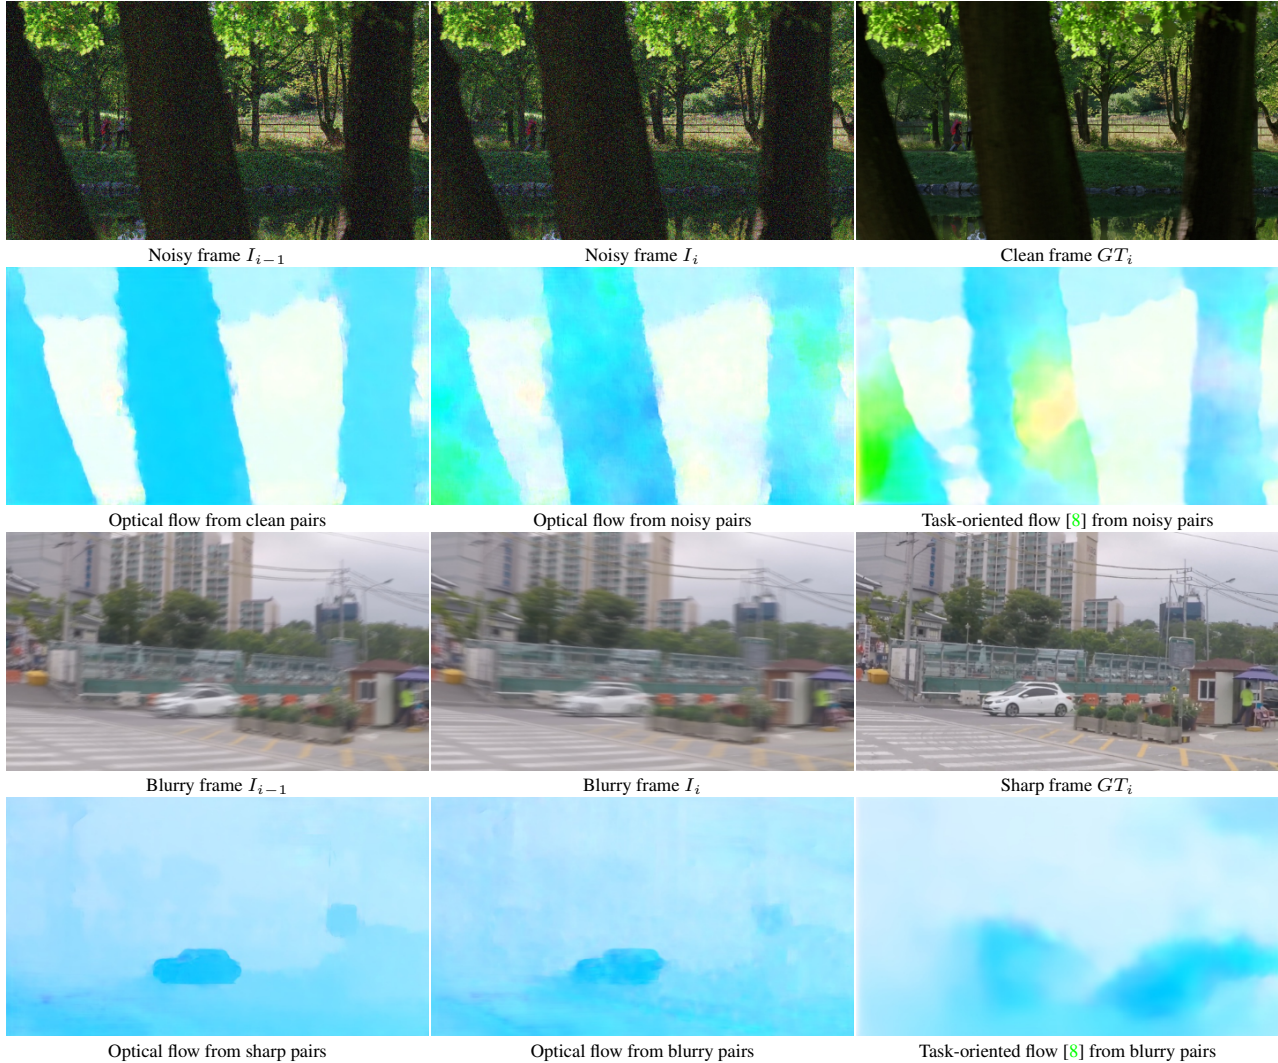 Noisy frame I_{i−1}
Noisy frame I_i
Clean frame GT_i
Optical flow from clean pairs
Optical flow from noisy pairs
Task-oriented flow [8] from noisy pairs
Blurry frame I_{i−1}
Blurry frame I_i
Sharp frame GT_i
Optical flow from sharp pairs
Optical flow from blurry pairs
Task-oriented flow [8] from blurry pairs